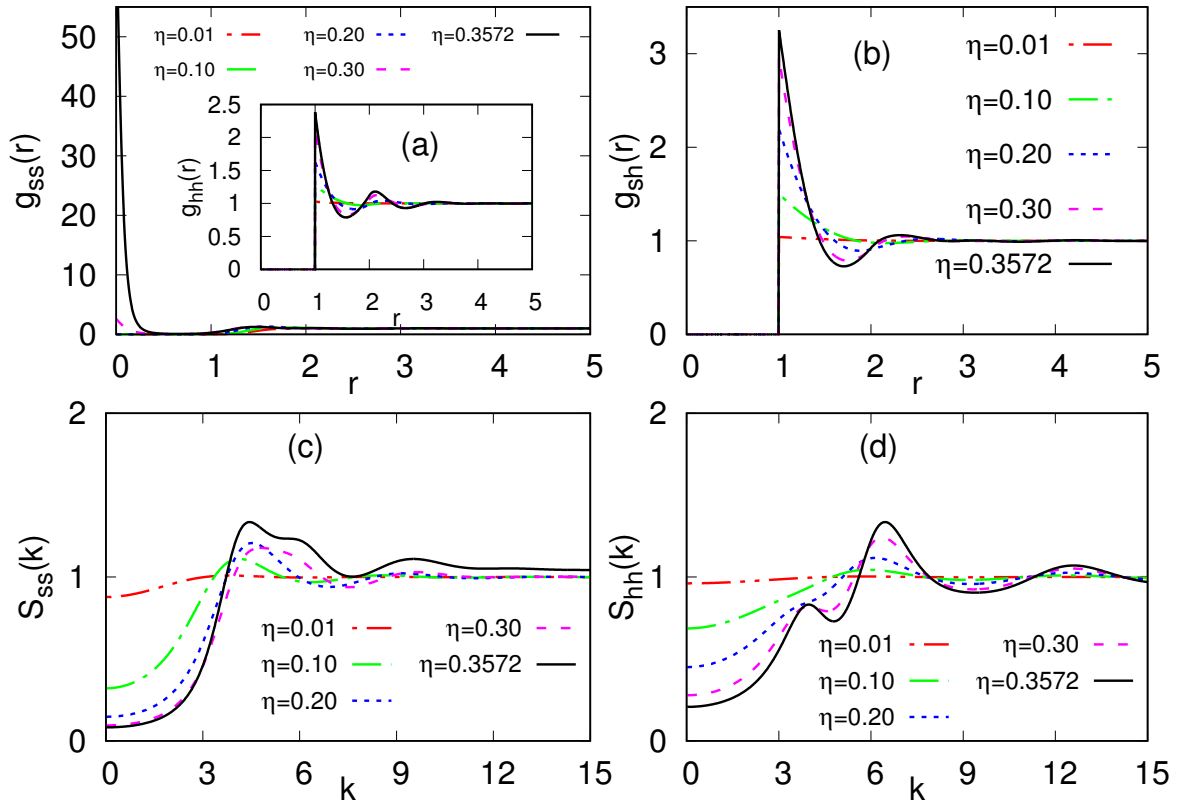 50
40
30
20
10
0
g_ss(r)
η=0.01 η=0.20 η=0.3572
η=0.10 η=0.30
(a)
2.5
2
1.5
1
0.5
0
g_hh(r)
0 1 2 3 4 5
r
0 1 2 3 4 5
r
3
2
1
0
g_sh(r)
(b)
η=0.01
η=0.10
η=0.20
η=0.30
η=0.3572
0 1 2 3 4 5
r
2
1
0
S_ss(k)
(c)
η=0.01 η=0.30
η=0.10 η=0.3572
η=0.20
0 3 6 9 12 15
k
2
1
0
S_hh(k)
(d)
η=0.01 η=0.30
η=0.10 η=0.3572
η=0.20
0 3 6 9 12 15
k